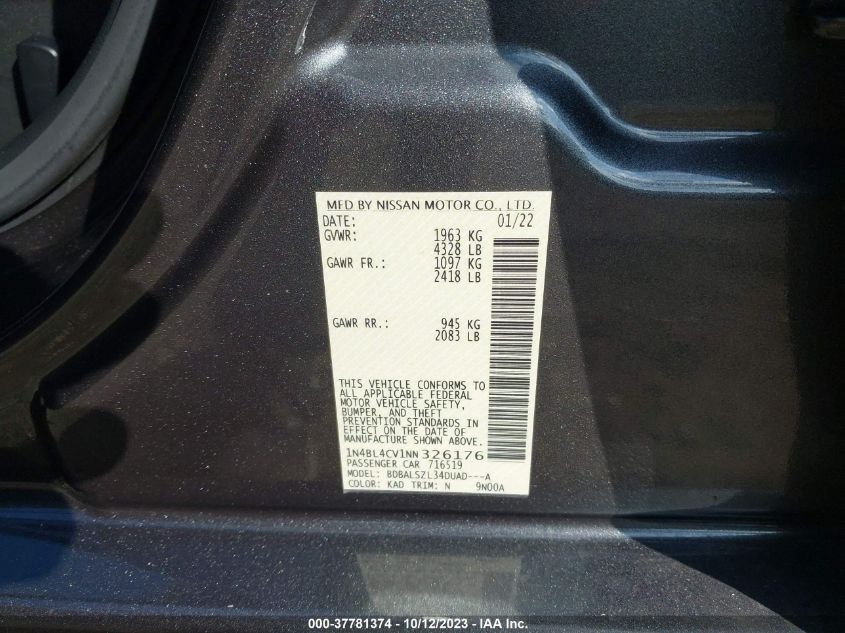 MFD BY NISSAN MOTOR CO., LTD.
DATE: 01/22
GVWR: 1963 KG
4328 LB
GAWR FR.: 1097 KG
2418 LB
GAWR RR.: 945 KG
2083 LB
THIS VEHICLE CONFORMS TO
ALL APPLICABLE FEDERAL
MOTOR VEHICLE SAFETY,
BUMPER, AND THEFT
PREVENTION STANDARDS IN
EFFECT ON THE DATE OF
MANUFACTURE SHOWN ABOVE.
1N4BL4CV1NN326176
PASSENGER CAR 716519
MODEL: BDBALSZL34DUAD---A
COLOR: KAD TRIM: N 9N00A
000-37781374 - 10/12/2023 - IAA Inc.